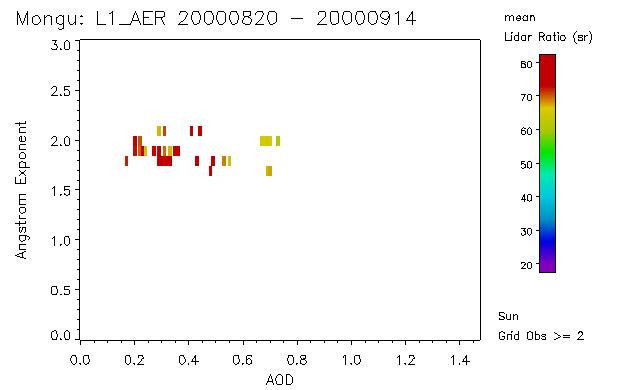 Mongu: L1_AER 20000820 - 20000914
mean
Lidar Ratio (sr)
3.0
2.5
2.0
1.5
1.0
0.5
0.0
Angstrom Exponent
0.0 0.2 0.4 0.6 0.8 1.0 1.2 1.4
AOD
80
70
60
50
40
30
20
Sun
Grid Obs >= 2